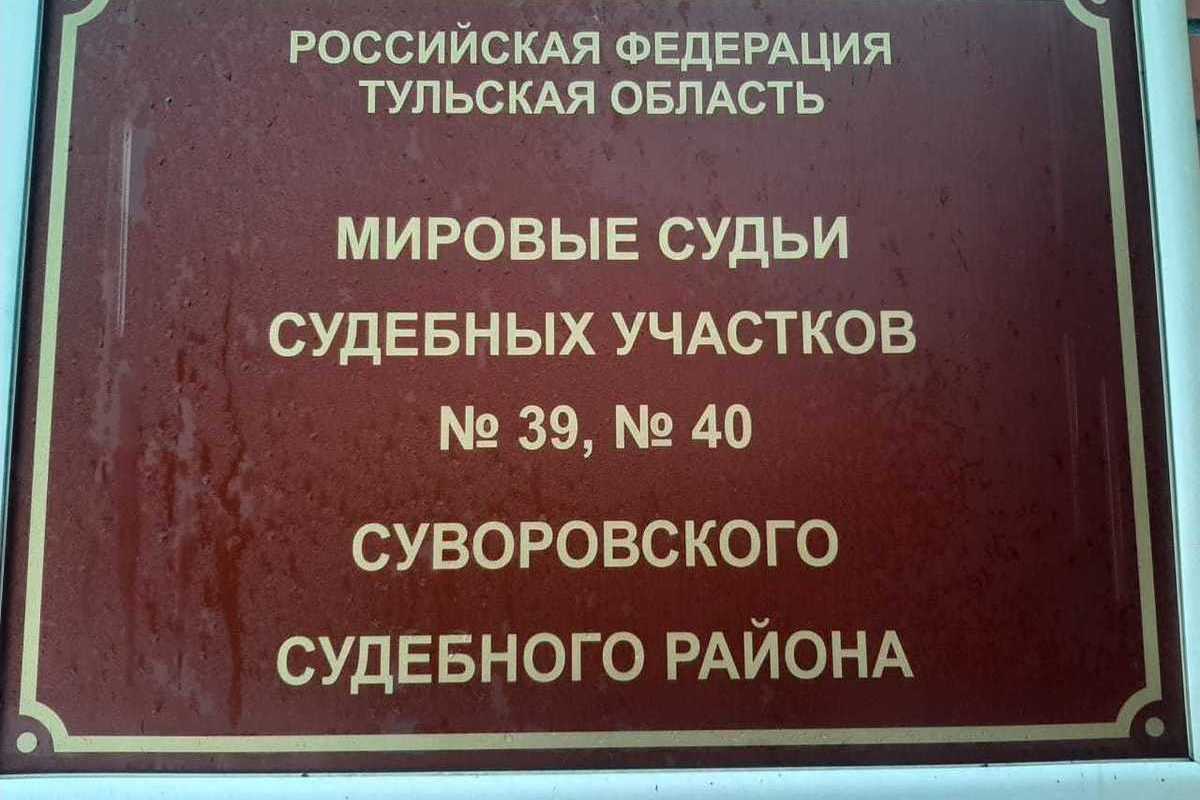 РОССИЙСКАЯ ФЕДЕРАЦИЯ
ТУЛЬСКАЯ ОБЛАСТЬ
МИРОВЫЕ СУДЬИ
СУДЕБНЫХ УЧАСТКОВ
№ 39, № 40
СУВОРОВСКОГО
СУДЕБНОГО РАЙОНА